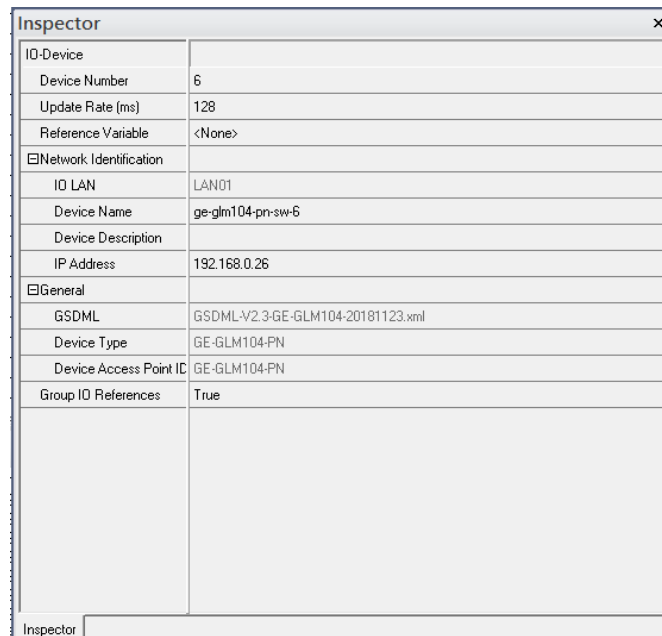 Inspector
IO-Device
Device Number 6
Update Rate (ms) 128
Reference Variable <None>
Network Identification
IO LAN LAN01
Device Name ge-glm104-pn-sw-6
Device Description
IP Address 192.168.0.26
General
GSDML GSDML-V2.3-GE-GLM104-20181123.xml
Device Type GE-GLM104-PN
Device Access Point ID GE-GLM104-PN
Group IO References True
Inspector